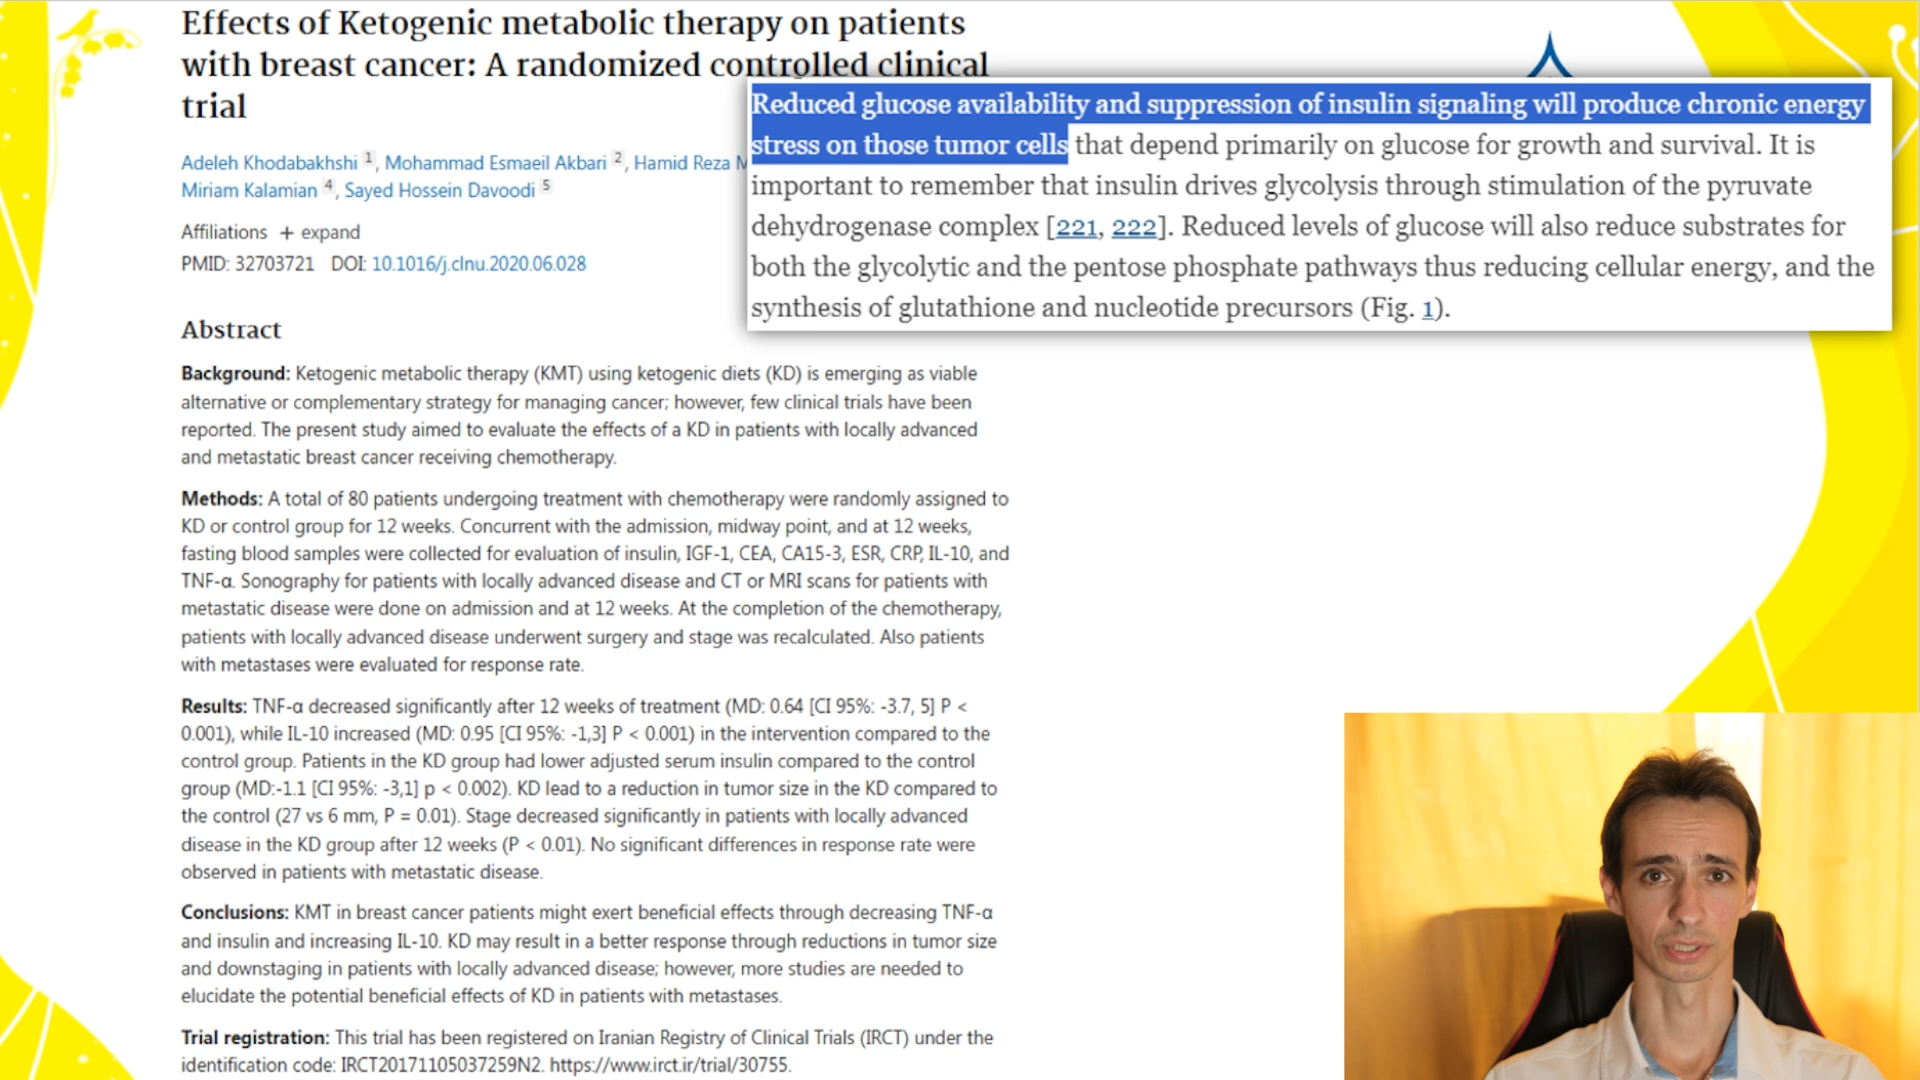 Effects of Ketogenic metabolic therapy on patients
with breast cancer: A randomized controlled clinical
trial
Adeleh Khodabakhshi 1, Mohammad Esmaeil Akbari 2, Hamid Reza M
Miriam Kalamian 4, Sayed Hossein Davoodi 5
Affiliations + expand
PMID: 32703721 DOI: 10.1016/j.clnu.2020.06.028
Reduced glucose availability and suppression of insulin signaling will produce chronic energy
stress on those tumor cells that depend primarily on glucose for growth and survival. It is
important to remember that insulin drives glycolysis through stimulation of the pyruvate
dehydrogenase complex [221, 222]. Reduced levels of glucose will also reduce substrates for
both the glycolytic and the pentose phosphate pathways thus reducing cellular energy, and the
synthesis of glutathione and nucleotide precursors (Fig. 1).
Abstract
Background: Ketogenic metabolic therapy (KMT) using ketogenic diets (KD) is emerging as viable
alternative or complementary strategy for managing cancer; however, few clinical trials have been
reported. The present study aimed to evaluate the effects of a KD in patients with locally advanced
and metastatic breast cancer receiving chemotherapy.
Methods: A total of 80 patients undergoing treatment with chemotherapy were randomly assigned to
KD or control group for 12 weeks. Concurrent with the admission, midway point, and at 12 weeks,
fasting blood samples were collected for evaluation of insulin, IGF-1, CEA, CA15-3, ESR, CRP, IL-10, and
TNF-α. Sonography for patients with locally advanced disease and CT or MRI scans for patients with
metastatic disease were done on admission and at 12 weeks. At the completion of the chemotherapy,
patients with locally advanced disease underwent surgery and stage was recalculated. Also patients
with metastases were evaluated for response rate.
Results: TNF-α decreased significantly after 12 weeks of treatment (MD: 0.64 [CI 95%: -3.7, 5] P <
0.001), while IL-10 increased (MD: 0.95 [CI 95%: -1,3] P < 0.001) in the intervention compared to the
control group. Patients in the KD group had lower adjusted serum insulin compared to the control
group (MD:-1.1 [CI 95%: -3,1] p < 0.002). KD lead to a reduction in tumor size in the KD compared to
the control (27 vs 6 mm, P = 0.01). Stage decreased significantly in patients with locally advanced
disease in the KD group after 12 weeks (P < 0.01). No significant differences in response rate were
observed in patients with metastatic disease.
Conclusions: KMT in breast cancer patients might exert beneficial effects through decreasing TNF-α
and insulin and increasing IL-10. KD may result in a better response through reductions in tumor size
and downstaging in patients with locally advanced disease; however, more studies are needed to
elucidate the potential beneficial effects of KD in patients with metastases.
Trial registration: This trial has been registered on Iranian Registry of Clinical Trials (IRCT) under the
identification code: IRCT20171105037259N2. https://www.irct.ir/trial/30755.